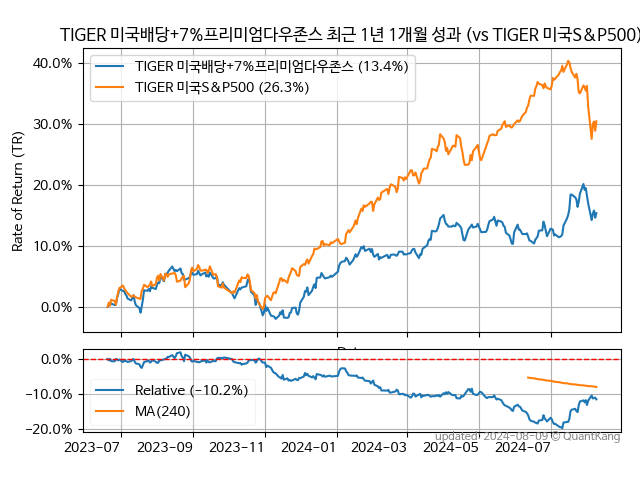 TIGER 미국배당+7%프리미엄다우존스 최근 1년 1개월 성과 (vs TIGER 미국S&P500)
TIGER 미국배당+7%프리미엄다우존스 (13.4%)
TIGER 미국S&P500 (26.3%)
Rate of Return (TR)
40.0%
30.0%
20.0%
10.0%
0.0%
0.0%
−10.0%
−20.0%
Relative (−10.2%)
MA(240)
2023-07
2023-09
2023-11
2024-01
2024-03
2024-05
2024-07
updated: 2024-08-09 © QuantKang